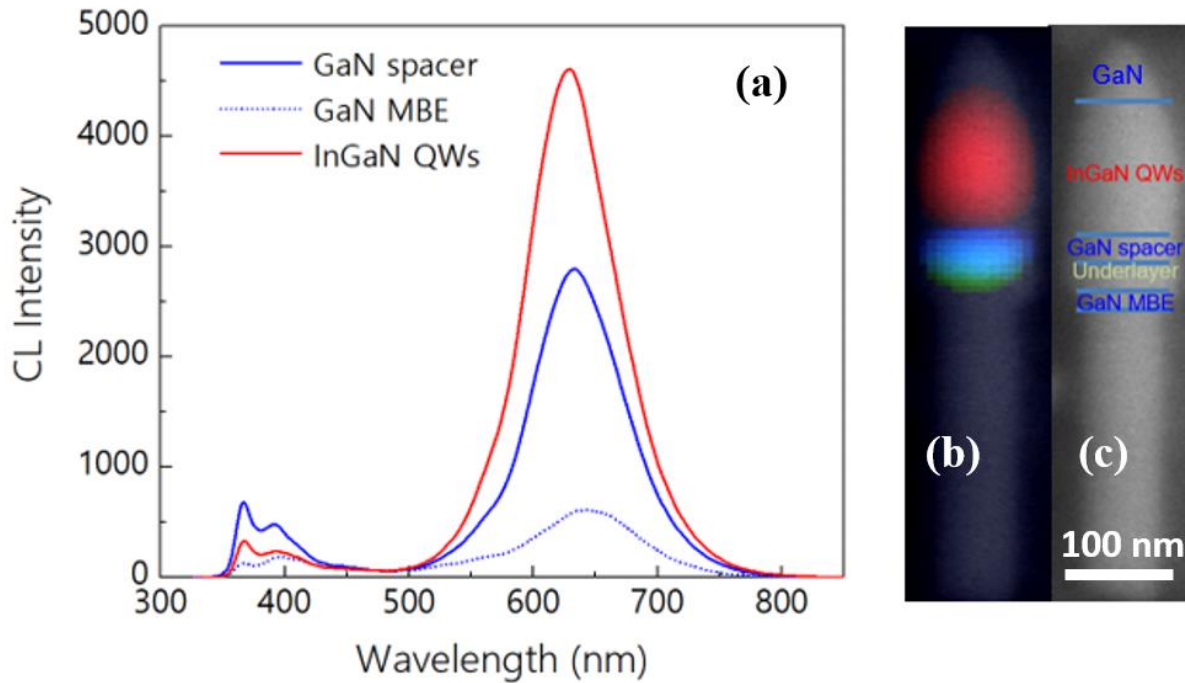 5000
4000
3000
2000
1000
0
CL Intensity
GaN spacer
GaN MBE
InGaN QWs
(a)
300 400 500 600 700 800
Wavelength (nm)
(b)
GaN
InGaN QWs
GaN spacer
Underlayer
GaN MBE
(c)
100 nm